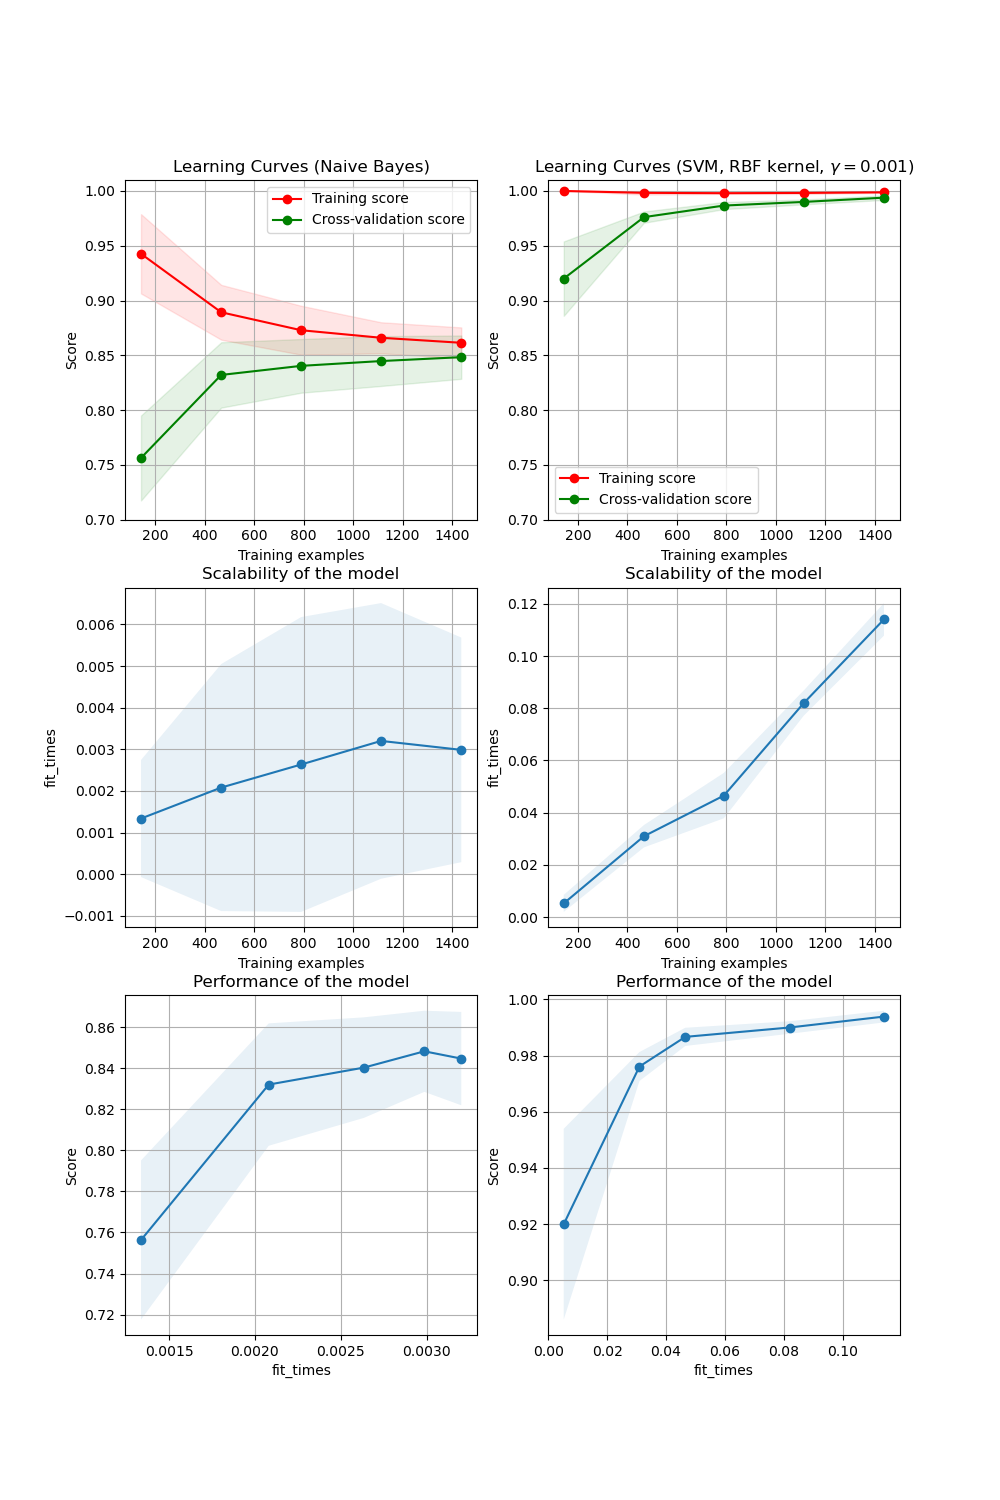 Learning Curves (Naive Bayes)
1.00
0.95
0.90
0.85
0.80
0.75
0.70
Score
Training score
Cross-validation score
200 400 600 800 1000 1200 1400
Training examples
Learning Curves (SVM, RBF kernel, γ = 0.001)
1.00
0.95
0.90
0.85
0.80
0.75
0.70
Score
Training score
Cross-validation score
200 400 600 800 1000 1200 1400
Training examples
Scalability of the model
0.006
0.005
0.004
0.003
0.002
0.001
0.000
−0.001
fit_times
200 400 600 800 1000 1200 1400
Training examples
Scalability of the model
0.12
0.10
0.08
0.06
0.04
0.02
0.00
fit_times
200 400 600 800 1000 1200 1400
Training examples
Performance of the model
0.86
0.84
0.82
0.80
0.78
0.76
0.74
0.72
Score
0.0015 0.0020 0.0025 0.0030
fit_times
Performance of the model
1.00
0.98
0.96
0.94
0.92
0.90
Score
0.00 0.02 0.04 0.06 0.08 0.10
fit_times